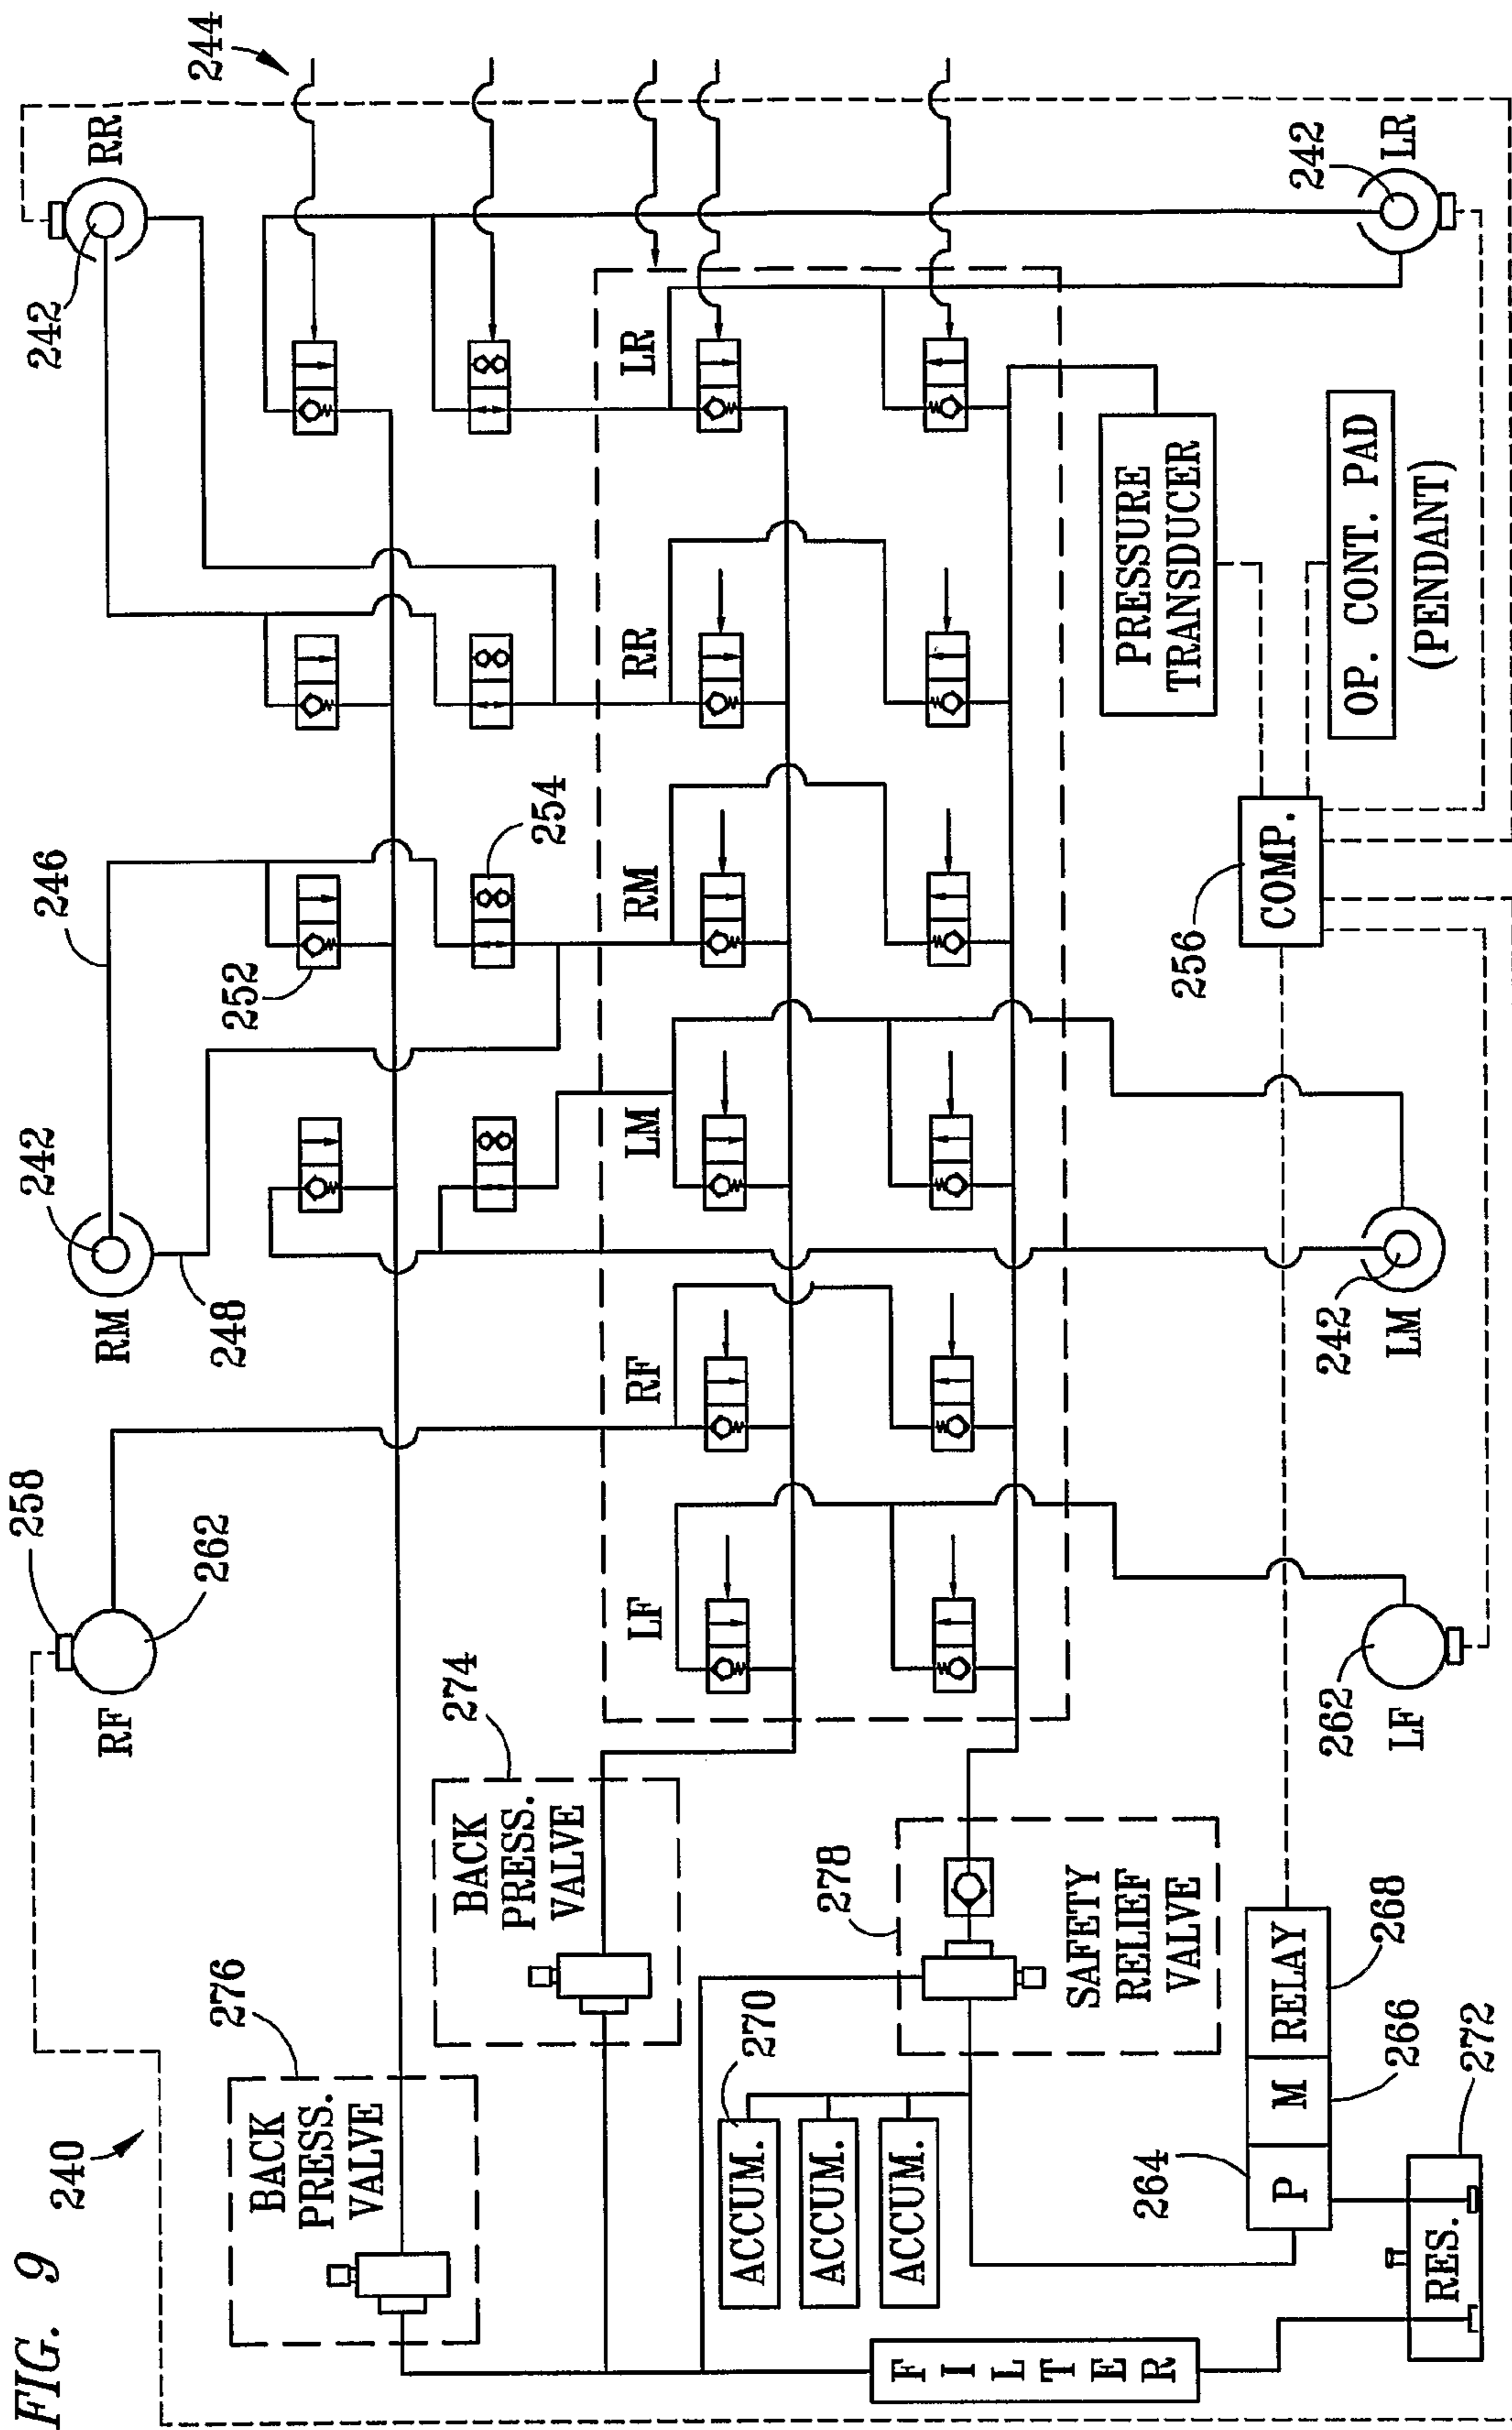 FIG. 9
240
276
BACK
PRESS.
VALVE
274
BACK
PRESS.
VALVE
258
262
RF
242
RM
246
248
252
254
242
RR
244
LF
RF
LM
RM
RR
LR
278
SAFETY
RELIEF
VALVE
270
ACCUM.
ACCUM.
ACCUM.
FILTER
264
P
M
RELAY
266
268
RES.
272
262
LF
242
LM
256
COMP.
PRESSURE
TRANSDUCER
OP. CONT. PAD
(PENDANT)
242
LR